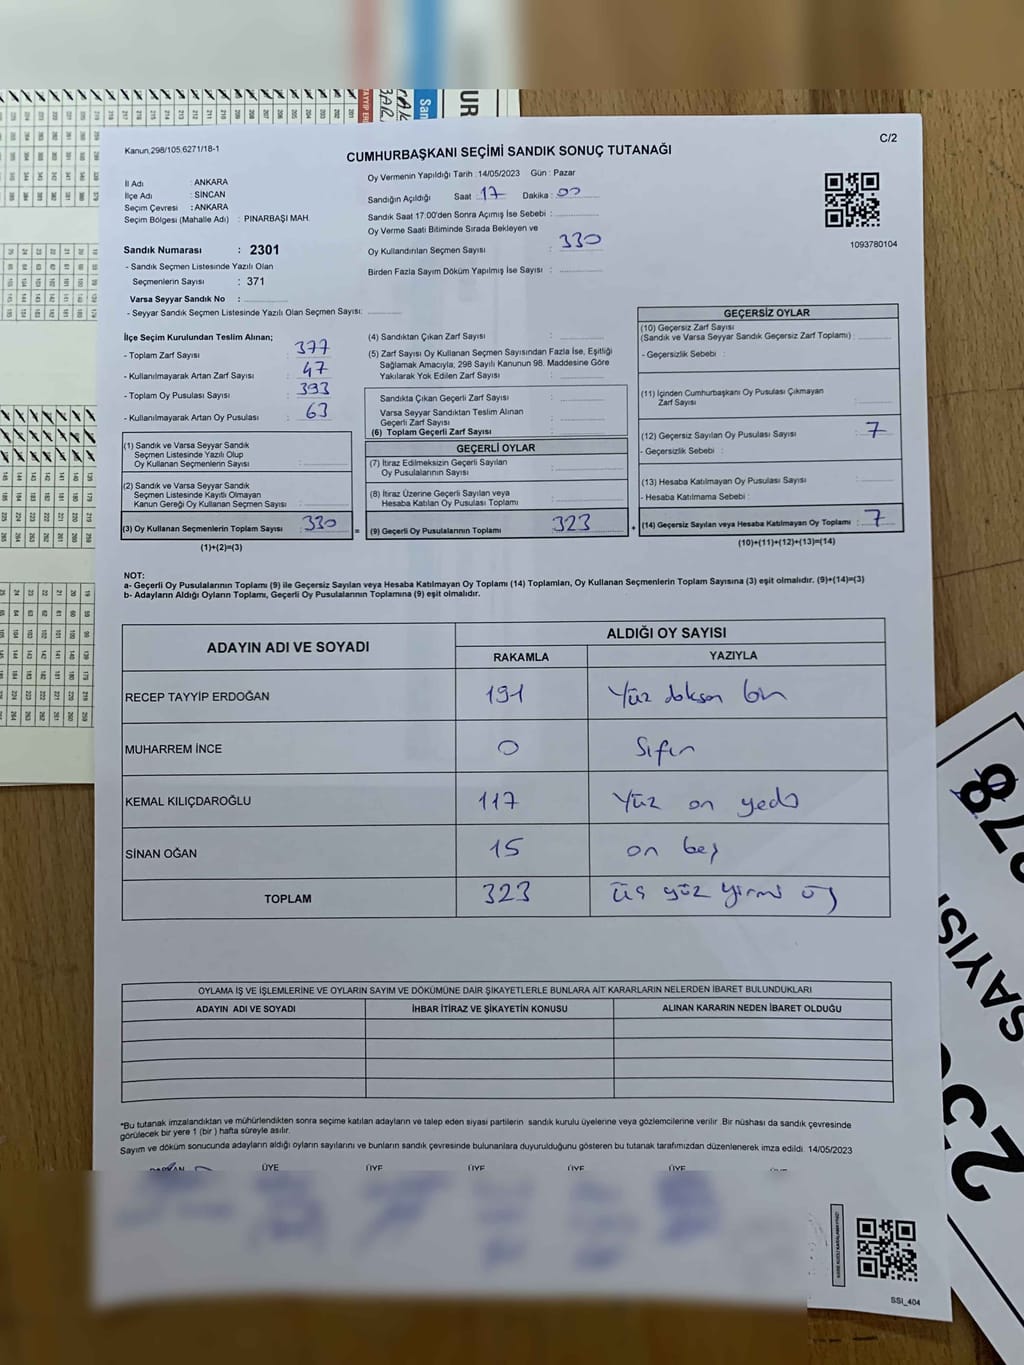 C/2
Kanun.298/105.6271/18-1
CUMHURBAŞKANI SEÇİMİ SANDIK SONUÇ TUTANAĞI
İl Adı : ANKARA
İlçe Adı : SİNCAN
Seçim Çevresi : ANKARA
Seçim Bölgesi (Mahalle Adı) : PINARBAŞI MAH.
Sandık Numarası : 2301
- Sandık Seçmen Listesinde Yazılı Olan
Seçmenlerin Sayısı : 371
Varsa Seyyar Sandık No :
- Seyyar Sandık Seçmen Listesinde Yazılı Olan Seçmen Sayısı:
Oy Vermenin Yapıldığı Tarih : 14/05/2023 Gün : Pazar
Sandığın Açıldığı Saat : 17 Dakika : 00
Sandık Saat 17:00'den Sonra Açımış İse Sebebi :
Oy Verme Saati Bitiminde Sırada Bekleyen ve
Oy Kullandırılan Seçmen Sayısı : 330
Birden Fazla Sayım Döküm Yapılmış İse Sayısı :
1093780104
İlçe Seçim Kurulundan Teslim Alınan;
- Toplam Zarf Sayısı : 377
- Kullanılmayarak Artan Zarf Sayısı : 47
- Toplam Oy Pusulası Sayısı : 393
- Kullanılmayarak Artan Oy Pusulası : 63
(1) Sandık ve Varsa Seyyar Sandık
Seçmen Listesinde Yazılı Olup
Oy Kullanan Seçmenlerin Sayısı :
(2) Sandık ve Varsa Seyyar Sandık
Seçmen Listesinde Kayıtlı Olmayan
Kanun Gereği Oy Kullanan Seçmen Sayısı :
(3) Oy Kullanan Seçmenlerin Toplam Sayısı : 330
(1)+(2)=(3)
(4) Sandıktan Çıkan Zarf Sayısı :
(5) Zarf Sayısı Oy Kullanan Seçmen Sayısından Fazla İse, Eşitliği
Sağlamak Amacıyla, 298 Sayılı Kanunun 98. Maddesine Göre
Yakılarak Yok Edilen Zarf Sayısı :
Sandıkta Çıkan Geçerli Zarf Sayısı :
Varsa Seyyar Sandıktan Teslim Alınan
Geçerli Zarf Sayısı :
(6) Toplam Geçerli Zarf Sayısı
GEÇERLİ OYLAR
(7) İtiraz Edilmeksizin Geçerli Sayılan
Oy Pusulalarının Sayısı :
(8) İtiraz Üzerine Geçerli Sayılan veya
Hesaba Katılan Oy Pusulası Toplamı :
= (9) Geçerli Oy Pusulalarının Toplamı : 323
GEÇERSİZ OYLAR
(10) Geçersiz Zarf Sayısı
(Sandık ve Varsa Seyyar Sandık Geçersiz Zarf Toplamı) :
- Geçersizlik Sebebi :
(11) İçinden Cumhurbaşkanı Oy Pusulası Çıkmayan
Zarf Sayısı :
(12) Geçersiz Sayılan Oy Pusulası Sayısı : 7
- Geçersizlik Sebebi :
(13) Hesaba Katılmayan Oy Pusulası Sayısı :
- Hesaba Katılmama Sebebi :
+ (14) Geçersiz Sayılan veya Hesaba Katılmayan Oy Toplamı : 7
(10)+(11)+(12)+(13)=(14)
NOT:
a- Geçerli Oy Pusulalarının Toplamı (9) ile Geçersiz Sayılan veya Hesaba Katılmayan Oy Toplamı (14) Toplamları, Oy Kullanan Seçmenlerin Toplam Sayısına (3) eşit olmalıdır. (9)+(14)=(3)
b- Adayların Aldığı Oyların Toplamı, Geçerli Oy Pusulalarının Toplamına (9) eşit olmalıdır.
ADAYIN ADI VE SOYADI
ALDIĞI OY SAYISI
RAKAMLA YAZIYLA
RECEP TAYYİP ERDOĞAN 191 Yüz doksan bir
MUHARREM İNCE 0 Sıfır
KEMAL KILIÇDAROĞLU 117 Yüz on yedi
SİNAN OĞAN 15 on beş
TOPLAM 323 üç yüz yirmi üç
OYLAMA İŞ VE İŞLEMLERİNE VE OYLARIN SAYIM VE DÖKÜMÜNE DAİR ŞİKAYETLERLE BUNLARA AİT KARARLARIN NELERDEN İBARET BULUNDUKLARI
ADAYIN ADI VE SOYADI İHBAR İTİRAZ VE ŞİKAYETİN KONUSU ALINAN KARARIN NEDEN İBARET OLDUĞU
*Bu tutanak imzalandıktan ve mühürlendikten sonra seçime katılan adayların ve talep eden siyasi partilerin sandık kurulu üyelerine veya gözlemcilerine verilir .Bir nüshası da sandık çevresinde
görülecek bir yere 1 (bir ) hafta süreyle asılır.
Sayım ve döküm sonucunda adayların aldığı oyların sayılarını ve bunların sandık çevresinde bulunanlara duyurulduğunu gösteren bu tutanak tarafımızdan düzenlenerek imza edildi. 14/05/2023
ÜYE ÜYE ÜYE ÜYE ÜYE
SSI_404
SAYISI